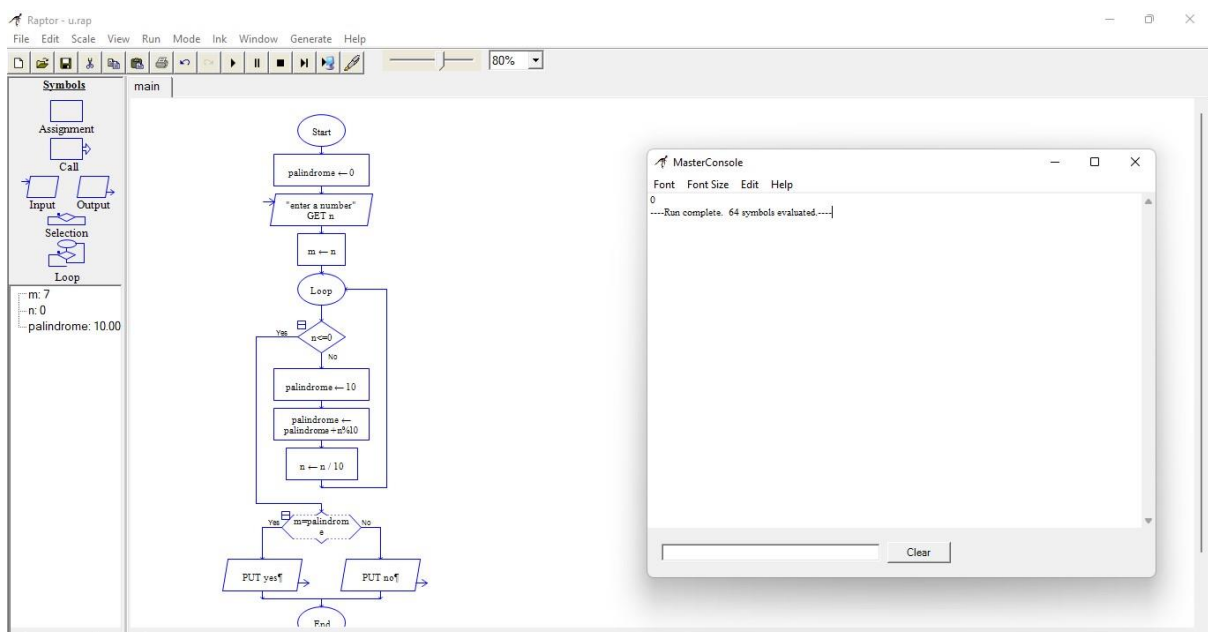 Raptor - u.rap
File Edit Scale View Run Mode Ink Window Generate Help
80%
Symbols
main
Assignment
Call
Input Output
Selection
Loop
m: 7
n: 0
palindrome: 10.00
Start
palindrome ← 0
"enter a number"
GET n
m ← n
Loop
Yes
n<=0
No
palindrome ← 10
palindrome ←
palindrome+n%10
n ← n / 10
Yes
m=palindrom
e
No
PUT yes¶
PUT no¶
End
MasterConsole
Font Font Size Edit Help
0
----Run complete. 64 symbols evaluated.----
Clear